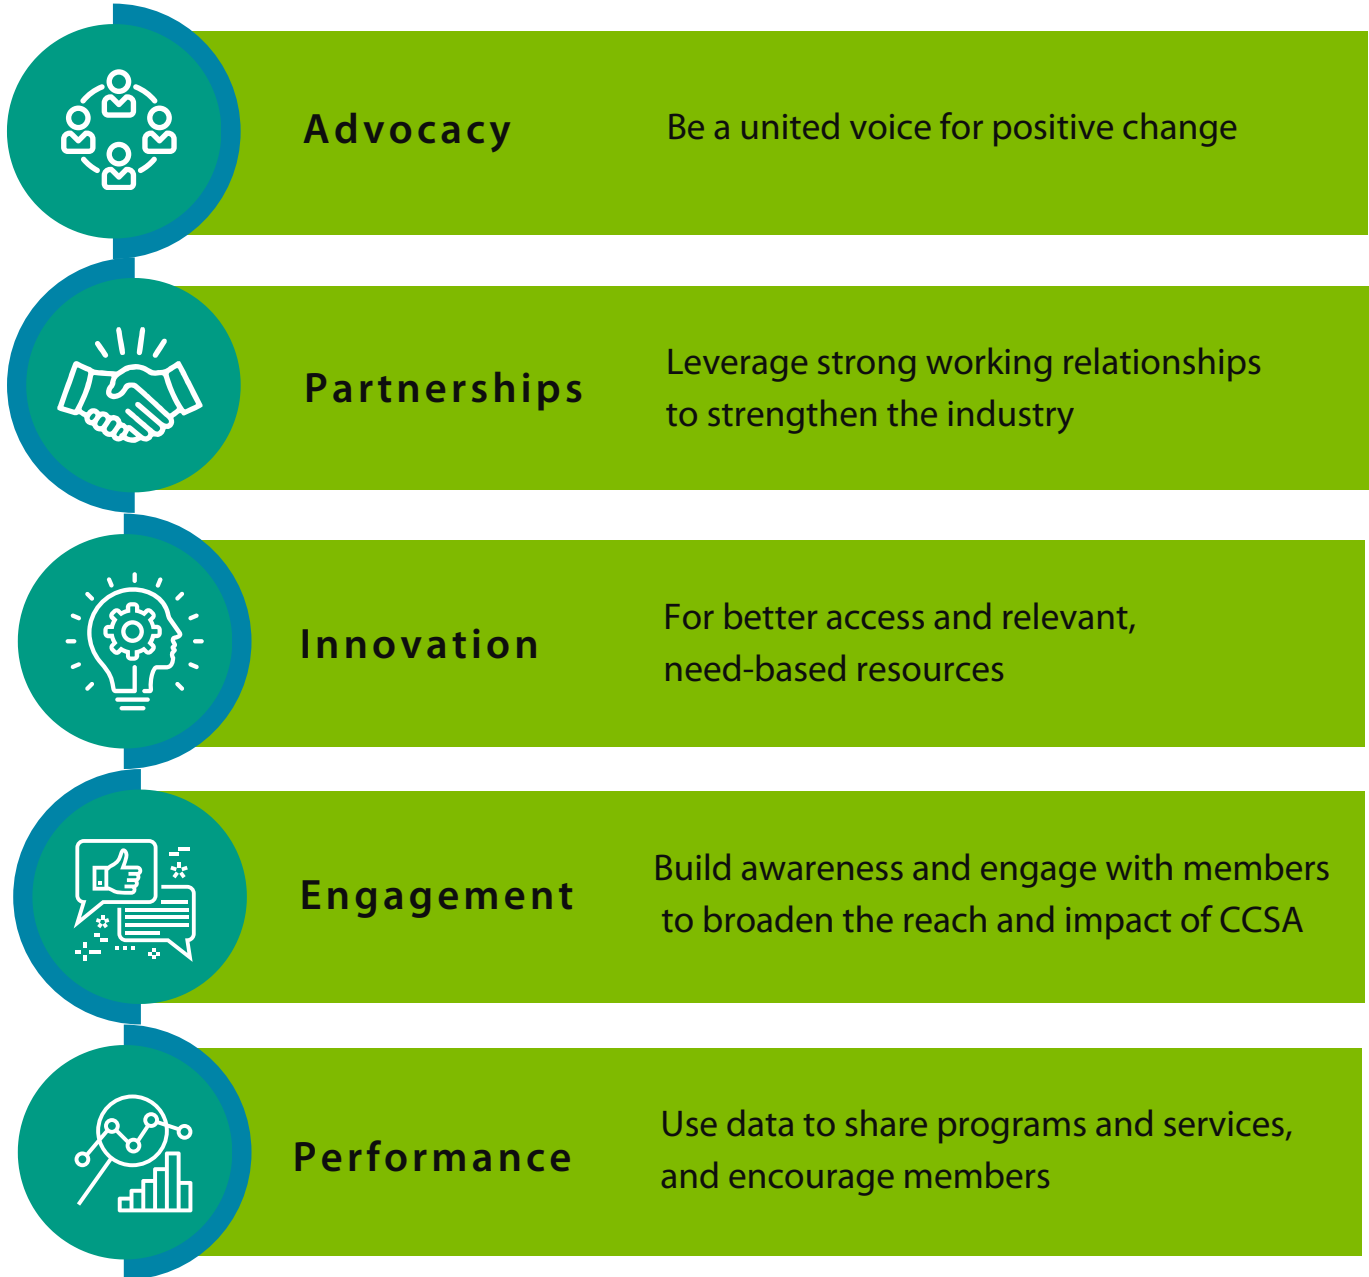 Advocacy
Be a united voice for positive change
Partnerships
Leverage strong working relationships
to strengthen the industry
Innovation
For better access and relevant,
need-based resources
Engagement
Build awareness and engage with members
to broaden the reach and impact of CCSA
Performance
Use data to share programs and services,
and encourage members